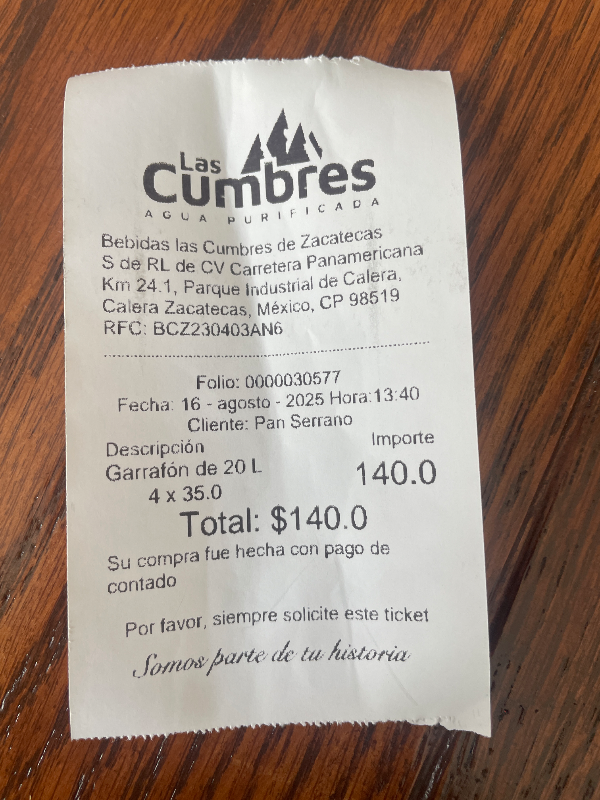 Las
Cumbres
AGUA PURIFICADA
Bebidas las Cumbres de Zacatecas
S de RL de CV Carretera Panamericana
Km 24.1, Parque Industrial de Calera,
Calera Zacatecas, México, CP 98519
RFC: BCZ230403AN6
Folio: 0000030577
Fecha: 16 - agosto - 2025 Hora:13:40
Cliente: Pan Serrano
Descripción Importe
Garrafón de 20 L 140.0
4 x 35.0
Total: $140.0
Su compra fue hecha con pago de
contado
Por favor, siempre solicite este ticket
Somos parte de tu historia